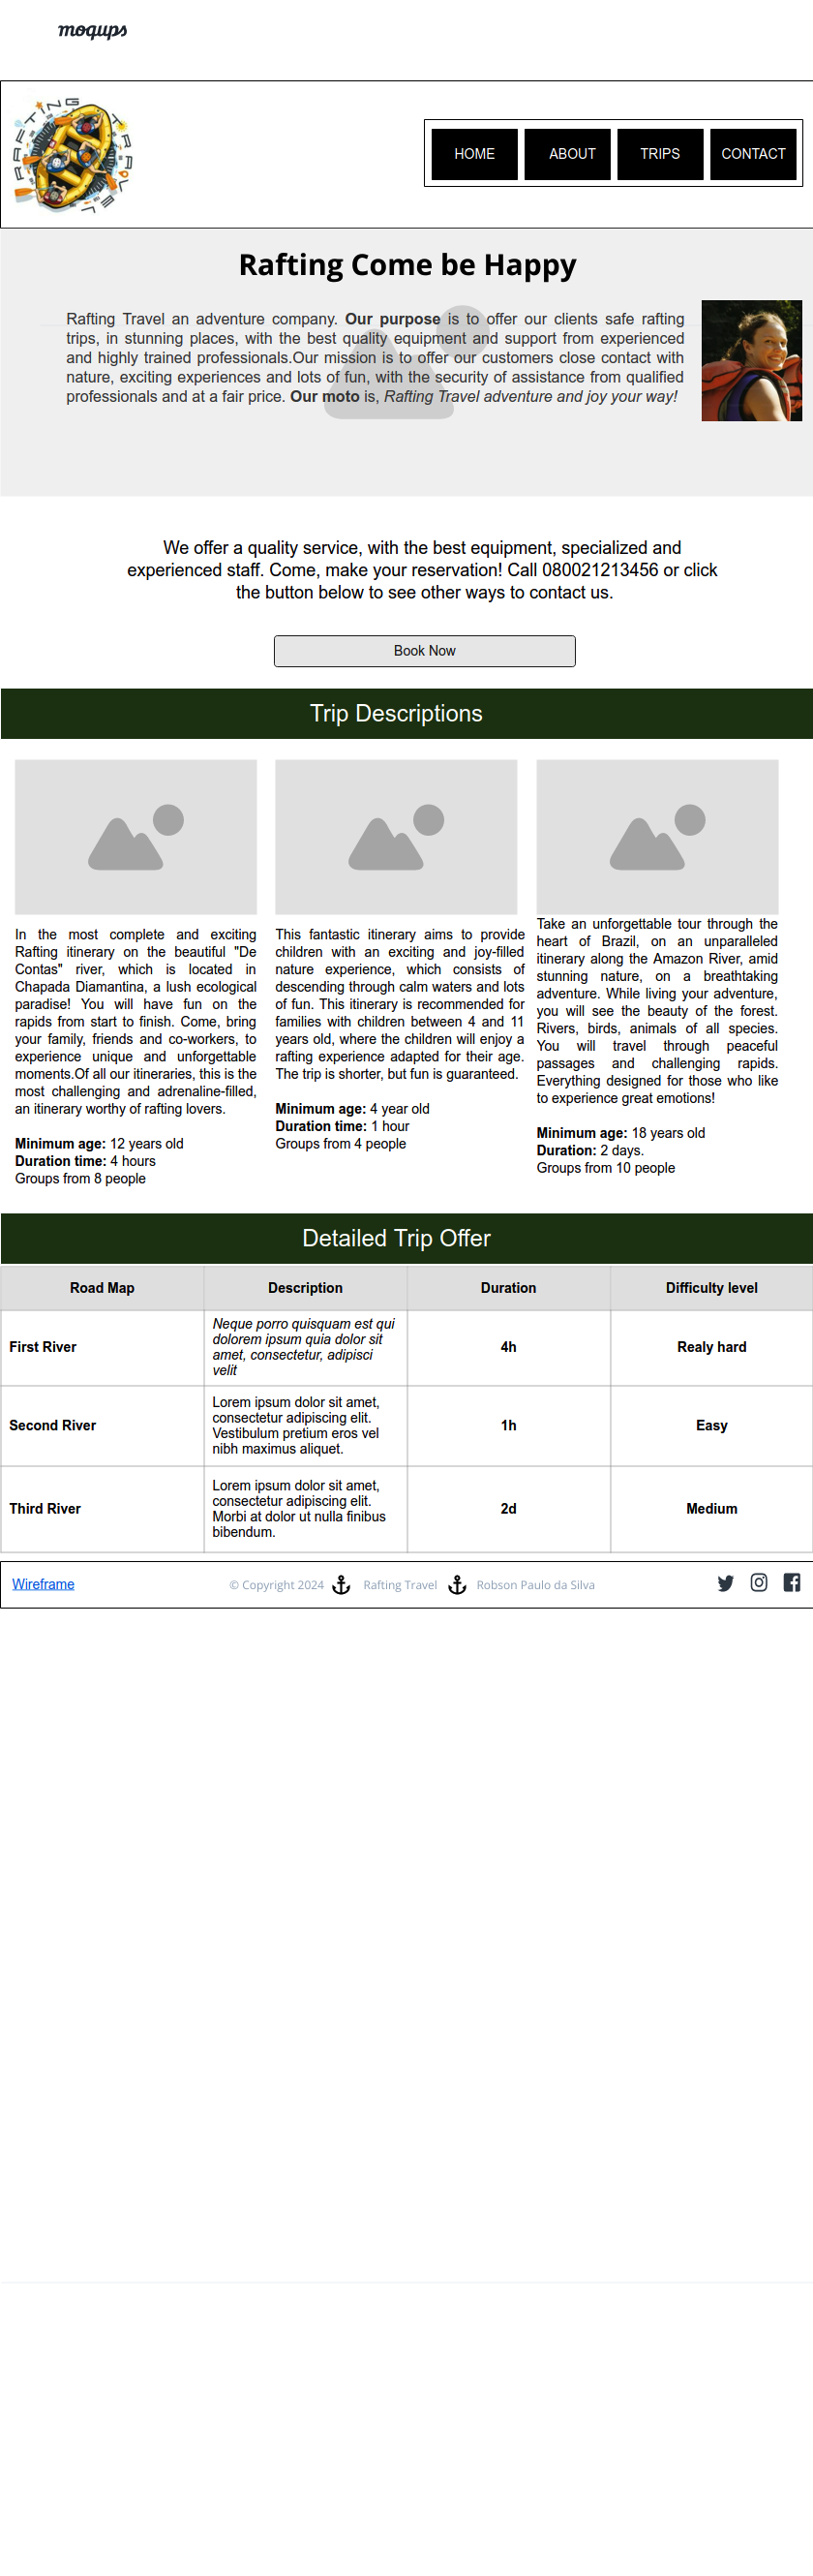 moqups
RAFTING TRAVEL
HOME
ABOUT
TRIPS
CONTACT
Rafting Come be Happy
Rafting Travel an adventure company. Our purpose is to offer our clients safe rafting
trips, in stunning places, with the best quality equipment and support from experienced
and highly trained professionals.Our mission is to offer our customers close contact with
nature, exciting experiences and lots of fun, with the security of assistance from qualified
professionals and at a fair price. Our moto is, Rafting Travel adventure and joy your way!
We offer a quality service, with the best equipment, specialized and
experienced staff. Come, make your reservation! Call 080021213456 or click
the button below to see other ways to contact us.
Book Now
Trip Descriptions
In the most complete and exciting
Rafting itinerary on the beautiful "De
Contas" river, which is located in
Chapada Diamantina, a lush ecological
paradise! You will have fun on the
rapids from start to finish. Come, bring
your family, friends and co-workers, to
experience unique and unforgettable
moments.Of all our itineraries, this is the
most challenging and adrenaline-filled,
an itinerary worthy of rafting lovers.
Minimum age: 12 years old
Duration time: 4 hours
Groups from 8 people
This fantastic itinerary aims to provide
children with an exciting and joy-filled
nature experience, which consists of
descending through calm waters and lots
of fun. This itinerary is recommended for
families with children between 4 and 11
years old, where the children will enjoy a
rafting experience adapted for their age.
The trip is shorter, but fun is guaranteed.
Minimum age: 4 year old
Duration time: 1 hour
Groups from 4 people
Take an unforgettable tour through the
heart of Brazil, on an unparalleled
itinerary along the Amazon River, amid
stunning nature, on a breathtaking
adventure. While living your adventure,
you will see the beauty of the forest.
Rivers, birds, animals of all species.
You will travel through peaceful
passages and challenging rapids.
Everything designed for those who like
to experience great emotions!
Minimum age: 18 years old
Duration: 2 days.
Groups from 10 people
Detailed Trip Offer
Road Map
Description
Duration
Difficulty level
First River
Neque porro quisquam est qui
dolorem ipsum quia dolor sit
amet, consectetur, adipisci
velit
4h
Realy hard
Second River
Lorem ipsum dolor sit amet,
consectetur adipiscing elit.
Vestibulum pretium eros vel
nibh maximus aliquet.
1h
Easy
Third River
Lorem ipsum dolor sit amet,
consectetur adipiscing elit.
Morbi at dolor ut nulla finibus
bibendum.
2d
Medium
Wireframe
© Copyright 2024
Rafting Travel
Robson Paulo da Silva